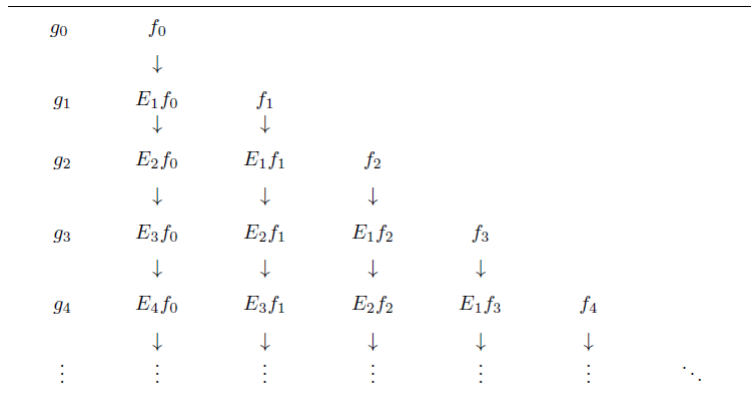 g₀ f₀
↓
g₁ E₁f₀ f₁
↓ ↓
g₂ E₂f₀ E₁f₁ f₂
↓ ↓ ↓
g₃ E₃f₀ E₂f₁ E₁f₂ f₃
↓ ↓ ↓ ↓
g₄ E₄f₀ E₃f₁ E₂f₂ E₁f₃ f₄
↓ ↓ ↓ ↓ ↓
⋮ ⋮ ⋮ ⋮ ⋮ ⋮ ⋱